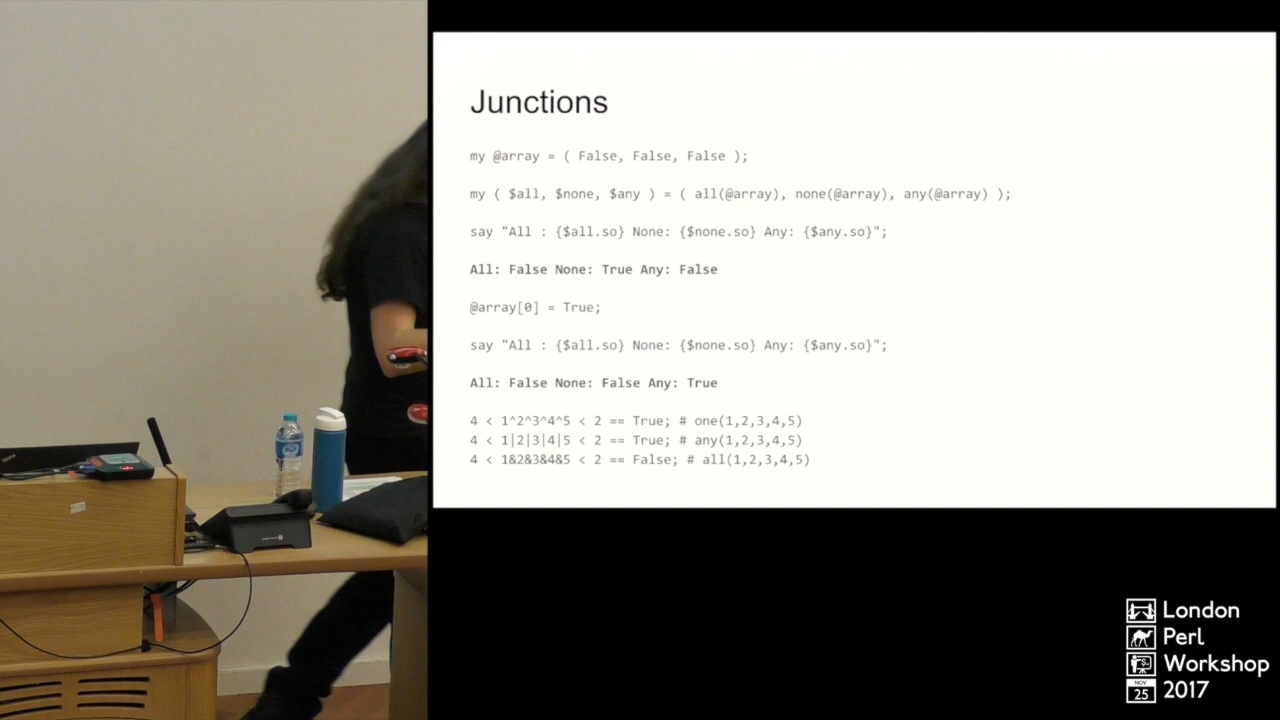 Junctions
my @array = ( False, False, False );
my ( $all, $none, $any ) = ( all(@array), none(@array), any(@array) );
say "All : {$all.so} None: {$none.so} Any: {$any.so}";
All: False None: True Any: False
@array[0] = True;
say "All : {$all.so} None: {$none.so} Any: {$any.so}";
All: False None: False Any: True
4 < 1^2^3^4^5 < 2 == True; # one(1,2,3,4,5)
4 < 1|2|3|4|5 < 2 == True; # any(1,2,3,4,5)
4 < 1&2&3&4&5 < 2 == False; # all(1,2,3,4,5)
London
Perl
Workshop
NOV
25 2017